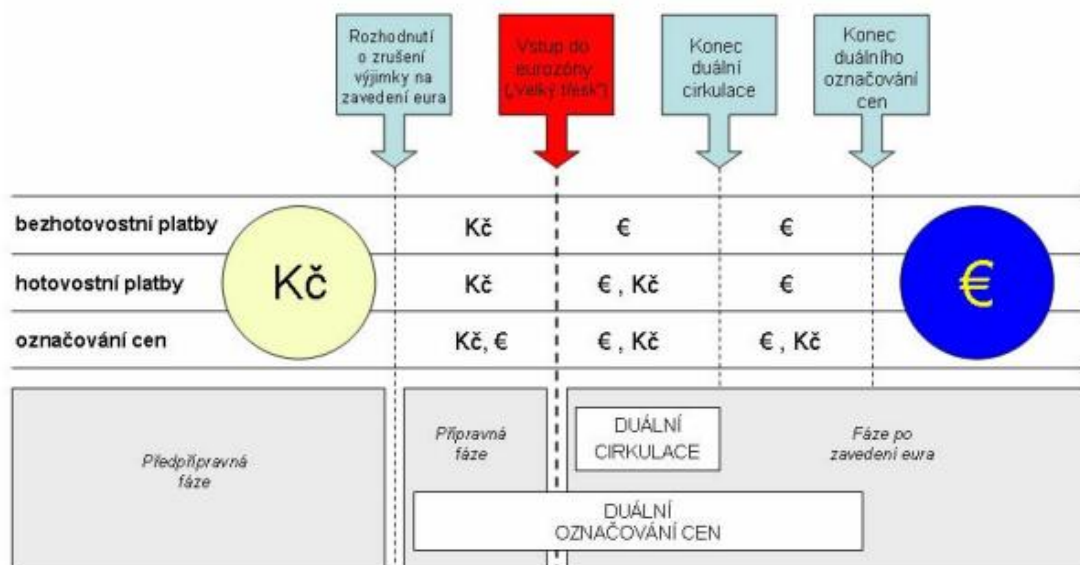 Rozhodnutí
o zrušení
výjimky na
zavedení eura
Vstup do
eurozóny
(„Velký třesk")
Konec
duální
cirkulace
Konec
duálního
označování
cen
bezhotovostní platby
Kč
€
€
hotovostní platby
Kč
€ , Kč
€
označování cen
Kč, €
€ , Kč
€ , Kč
Kč
€
Předpřípravná
fáze
Přípravná
fáze
DUÁLNÍ
CIRKULACE
Fáze po
zavedení eura
DUÁLNÍ
OZNAČOVÁNÍ CEN